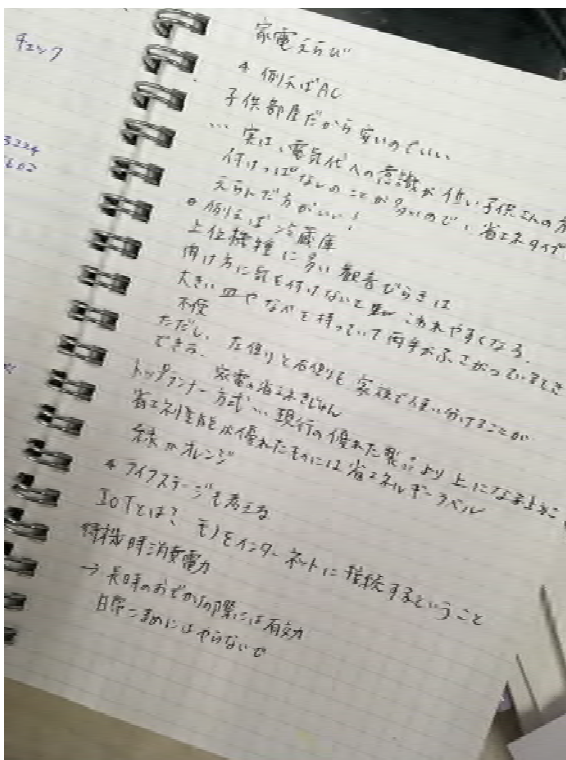 チェック
3224
602
家電えらび
* 例えばAC
子供部屋だから安いのでいい
… 実は、電気代への意識が低い子供さんの方
付けっぱなしのことが多いので、省エネタイプ
えらんだ方がいい!
例えば 冷蔵庫
上位機種に多い観音びらきは
向け方に気を付けないと こわれやすくなる。
大きい皿やなべを持っていて両手がふさがっているとき
不便
ただし、左使りと右使りも家族で使い分けることが
できる。
家電の省エネきじゅん
トップランナー方式… 現行の優れた製品より上になるように
省エネ性能が優れたものには省エネルギーラベル
緑 or オレンジ
* ライフステージも考える
IoTとは? モノをインターネットに接続するということ
待機時消費電力
→ 長時のおでかけの際には有効
日常こまめにはやらないで